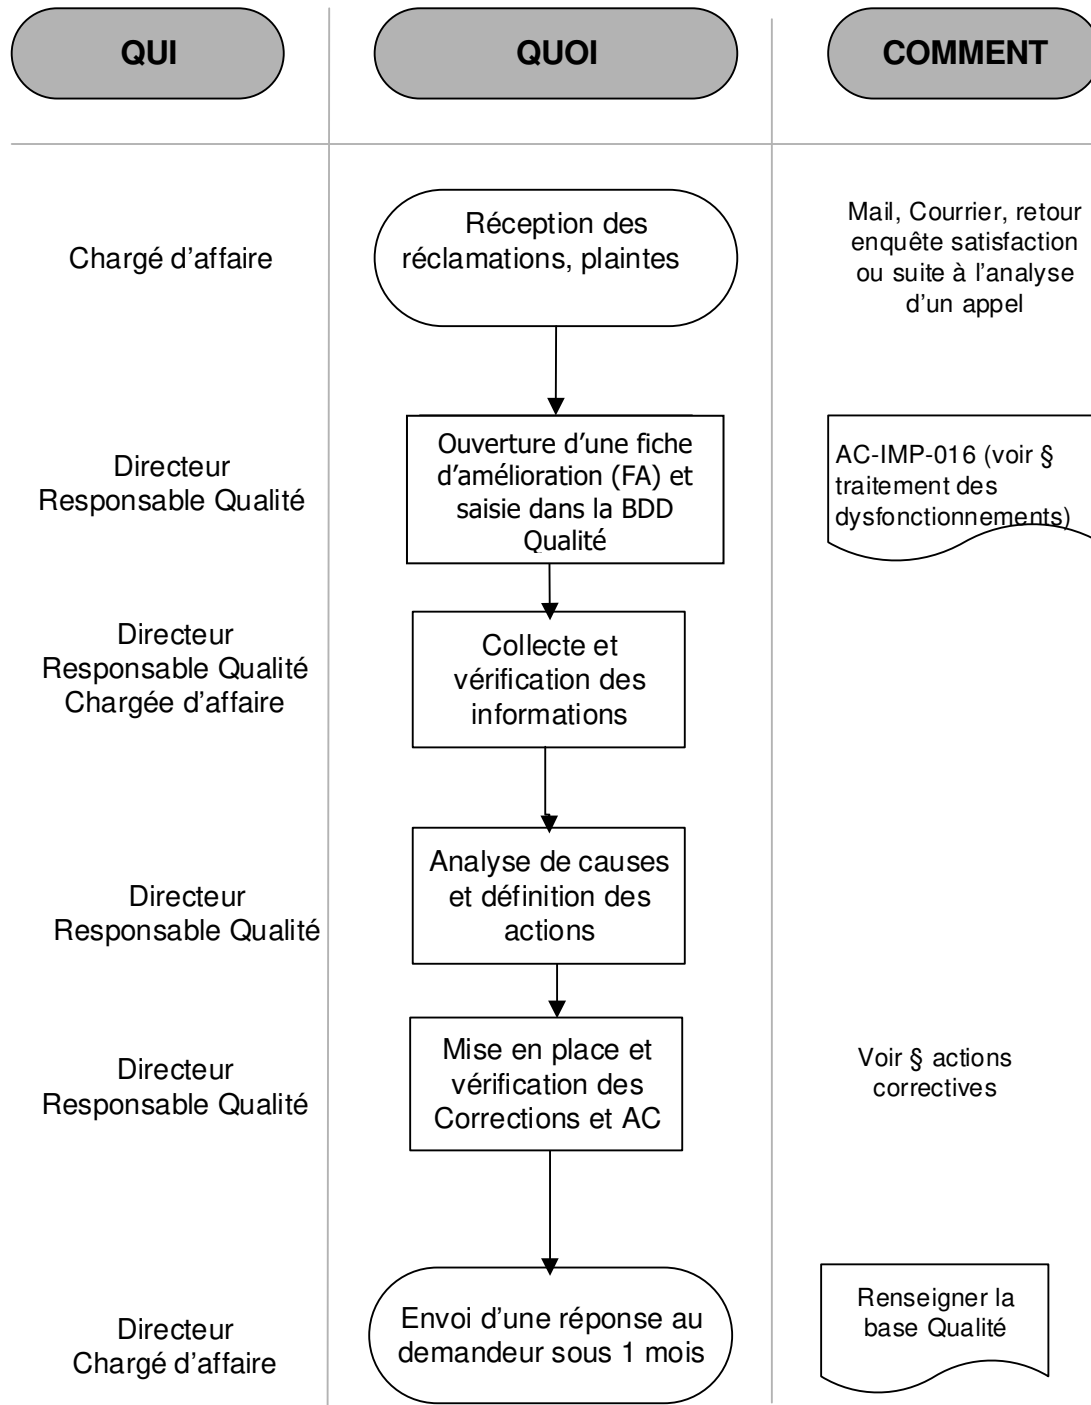 QUI
QUOI
COMMENT
Chargé d'affaire
Réception des
réclamations, plaintes
Mail, Courrier, retour
enquête satisfaction
ou suite à l'analyse
d'un appel
Directeur
Responsable Qualité
Ouverture d'une fiche
d'amélioration (FA) et
saisie dans la BDD
Qualité
AC-IMP-016 (voir §
traitement des
dysfonctionnements)
Directeur
Responsable Qualité
Chargée d'affaire
Collecte et
vérification des
informations
Directeur
Responsable Qualité
Analyse de causes
et définition des
actions
Directeur
Responsable Qualité
Mise en place et
vérification des
Corrections et AC
Voir § actions
correctives
Directeur
Chargé d'affaire
Envoi d'une réponse au
demandeur sous 1 mois
Renseigner la
base Qualité